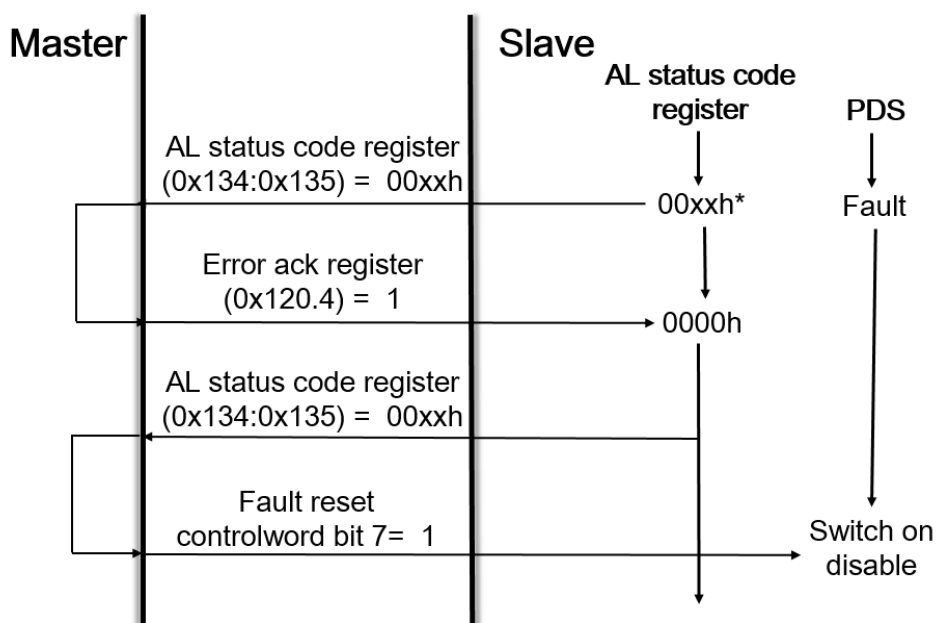 Master
Slave
AL status code
register
PDS
AL status code register
(0x134:0x135) = 00xxh
00xxh*
Fault
Error ack register
(0x120.4) = 1
0000h
AL status code register
(0x134:0x135) = 00xxh
Fault reset
controlword bit 7= 1
Switch on
disable